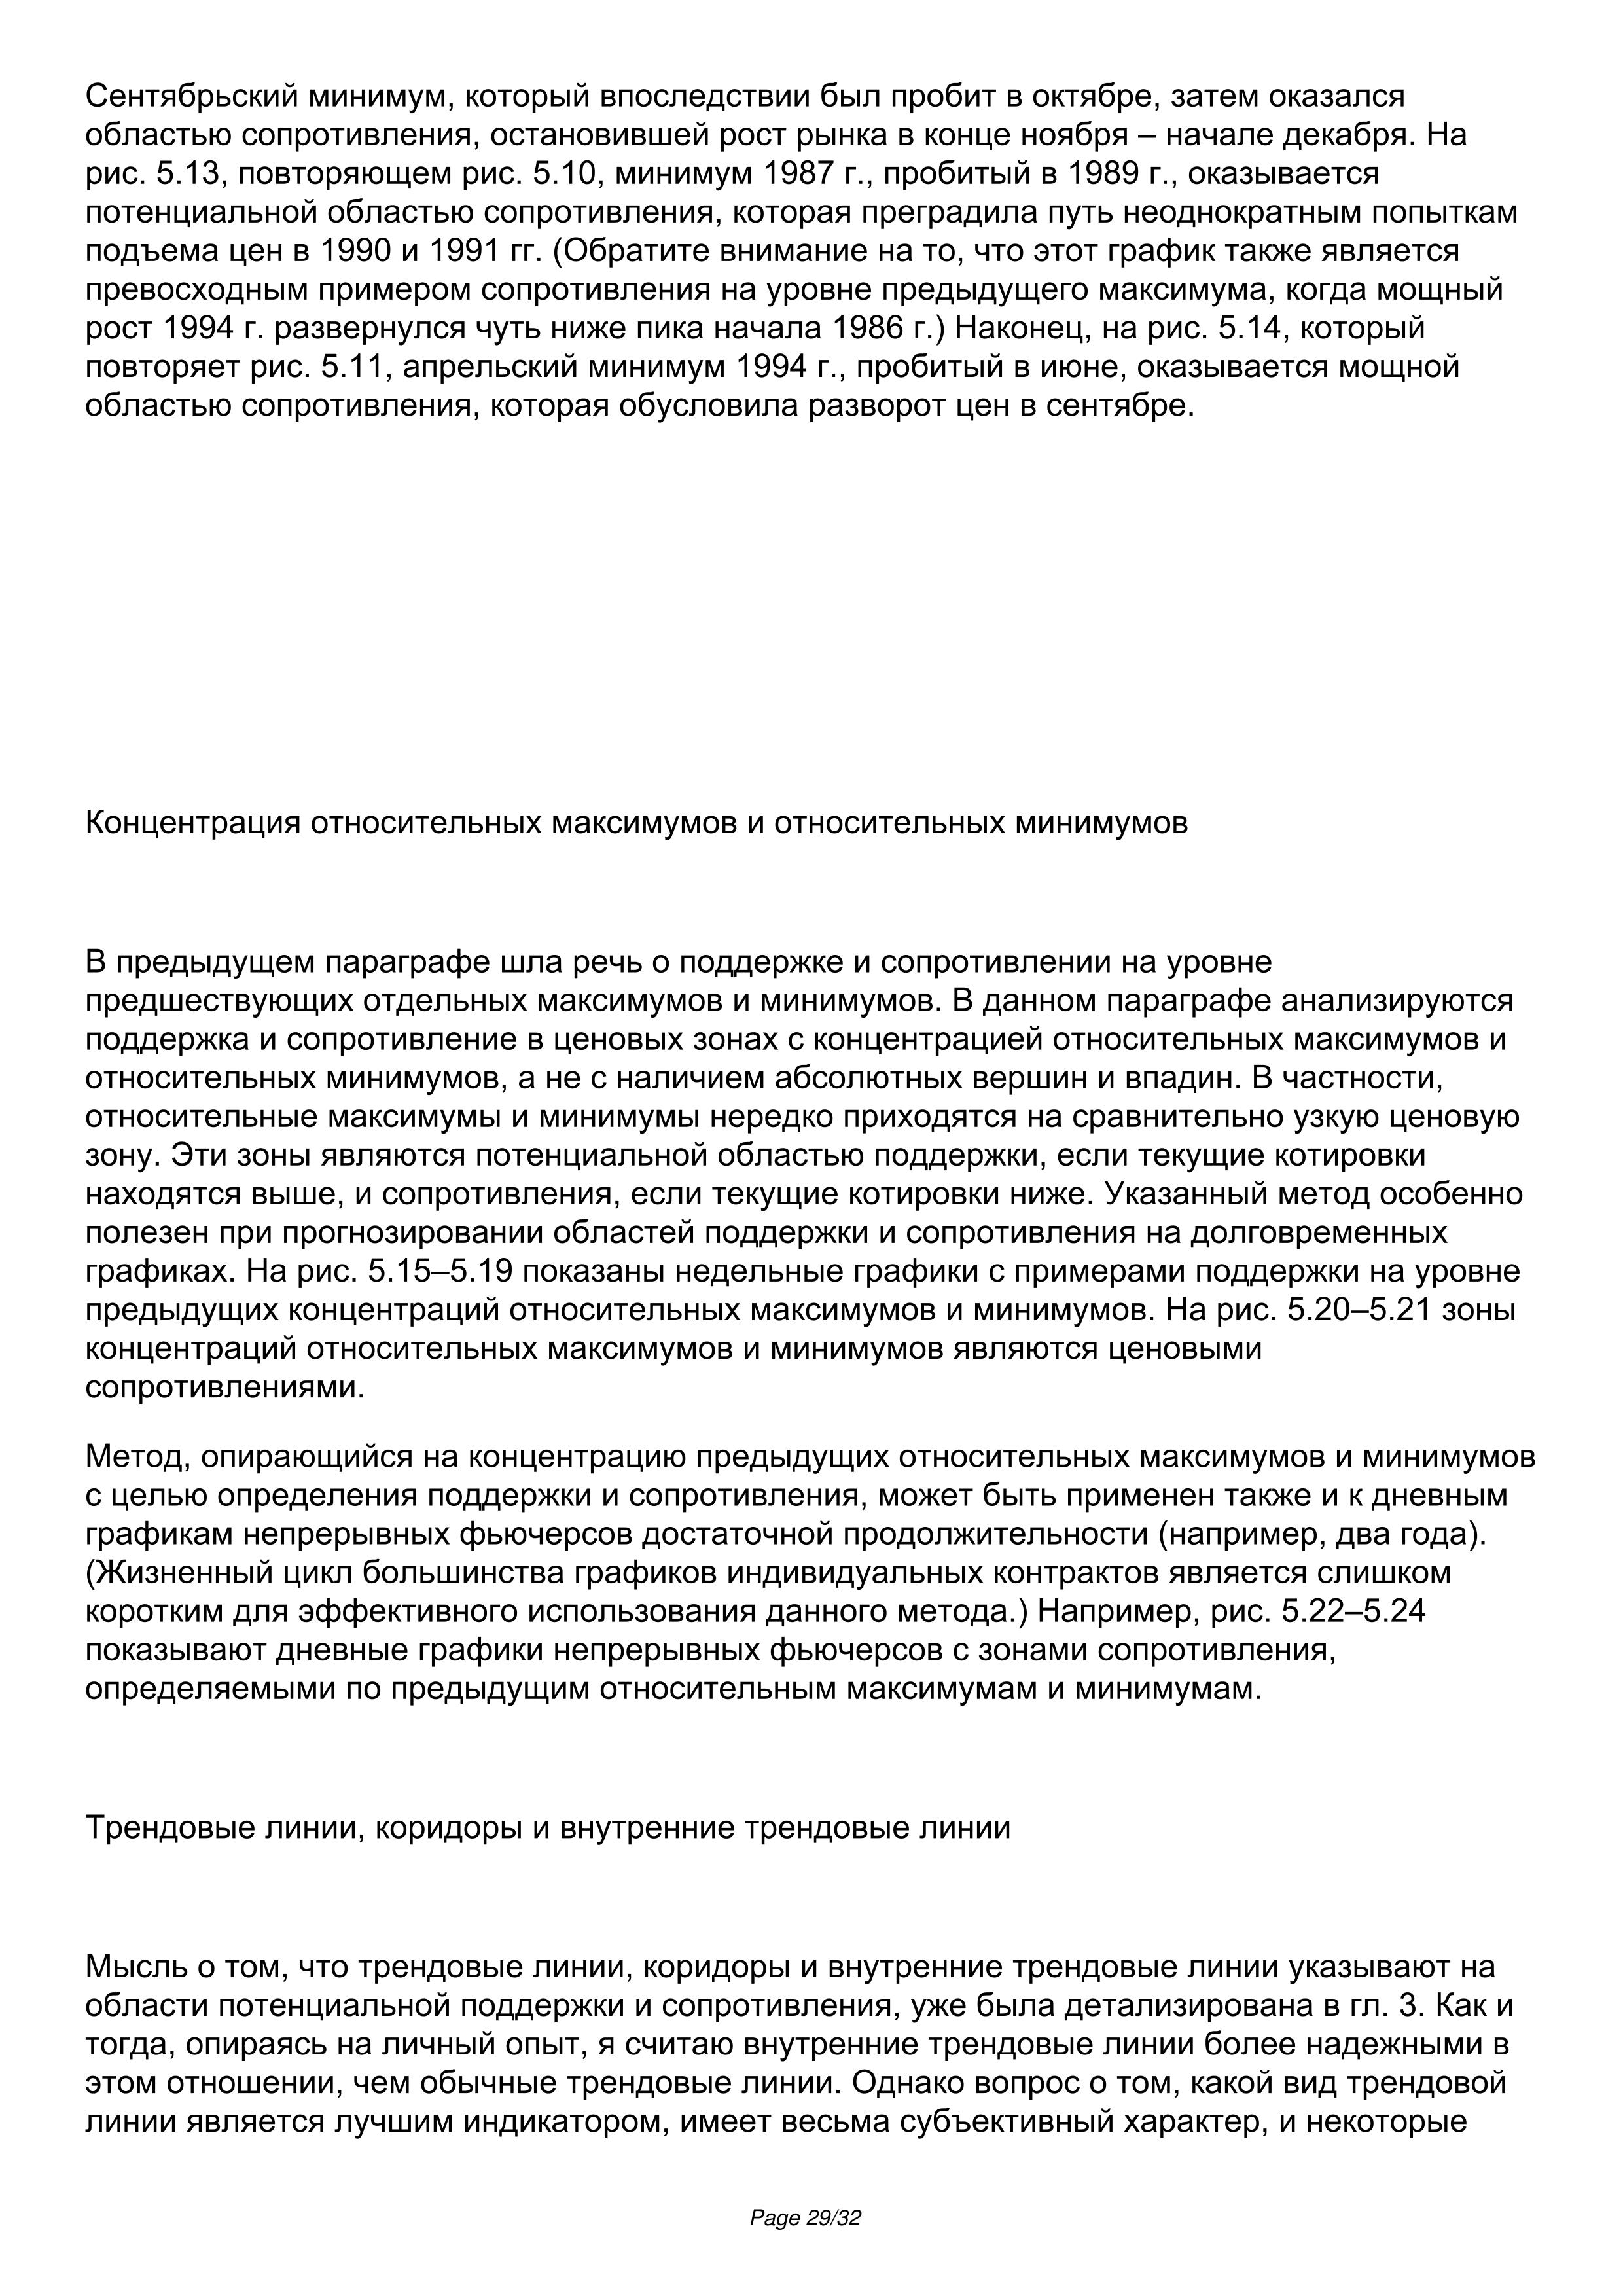 Сентябрьский минимум, который впоследствии был пробит в октябре, затем оказался
областью сопротивления, остановившей рост рынка в конце ноября – начале декабря. На
рис. 5.13, повторяющем рис. 5.10, минимум 1987 г., пробитый в 1989 г., оказывается
потенциальной областью сопротивления, которая преградила путь неоднократным попыткам
подъема цен в 1990 и 1991 гг. (Обратите внимание на то, что этот график также является
превосходным примером сопротивления на уровне предыдущего максимума, когда мощный
рост 1994 г. развернулся чуть ниже пика начала 1986 г.) Наконец, на рис. 5.14, который
повторяет рис. 5.11, апрельский минимум 1994 г., пробитый в июне, оказывается мощной
областью сопротивления, которая обусловила разворот цен в сентябре.
Концентрация относительных максимумов и относительных минимумов
В предыдущем параграфе шла речь о поддержке и сопротивлении на уровне
предшествующих отдельных максимумов и минимумов. В данном параграфе анализируются
поддержка и сопротивление в ценовых зонах с концентрацией относительных максимумов и
относительных минимумов, а не с наличием абсолютных вершин и впадин. В частности,
относительные максимумы и минимумы нередко приходятся на сравнительно узкую ценовую
зону. Эти зоны являются потенциальной областью поддержки, если текущие котировки
находятся выше, и сопротивления, если текущие котировки ниже. Указанный метод особенно
полезен при прогнозировании областей поддержки и сопротивления на долговременных
графиках. На рис. 5.15–5.19 показаны недельные графики с примерами поддержки на уровне
предыдущих концентраций относительных максимумов и минимумов. На рис. 5.20–5.21 зоны
концентраций относительных максимумов и минимумов являются ценовыми
сопротивлениями.
Метод, опирающийся на концентрацию предыдущих относительных максимумов и минимумов
с целью определения поддержки и сопротивления, может быть применен также и к дневным
графикам непрерывных фьючерсов достаточной продолжительности (например, два года).
(Жизненный цикл большинства графиков индивидуальных контрактов является слишком
коротким для эффективного использования данного метода.) Например, рис. 5.22–5.24
показывают дневные графики непрерывных фьючерсов с зонами сопротивления,
определяемыми по предыдущим относительным максимумам и минимумам.
Трендовые линии, коридоры и внутренние трендовые линии
Мысль о том, что трендовые линии, коридоры и внутренние трендовые линии указывают на
области потенциальной поддержки и сопротивления, уже была детализирована в гл. 3. Как и
тогда, опираясь на личный опыт, я считаю внутренние трендовые линии более надежными в
этом отношении, чем обычные трендовые линии. Однако вопрос о том, какой вид трендовой
линии является лучшим индикатором, имеет весьма субъективный характер, и некоторые
Page 29/32